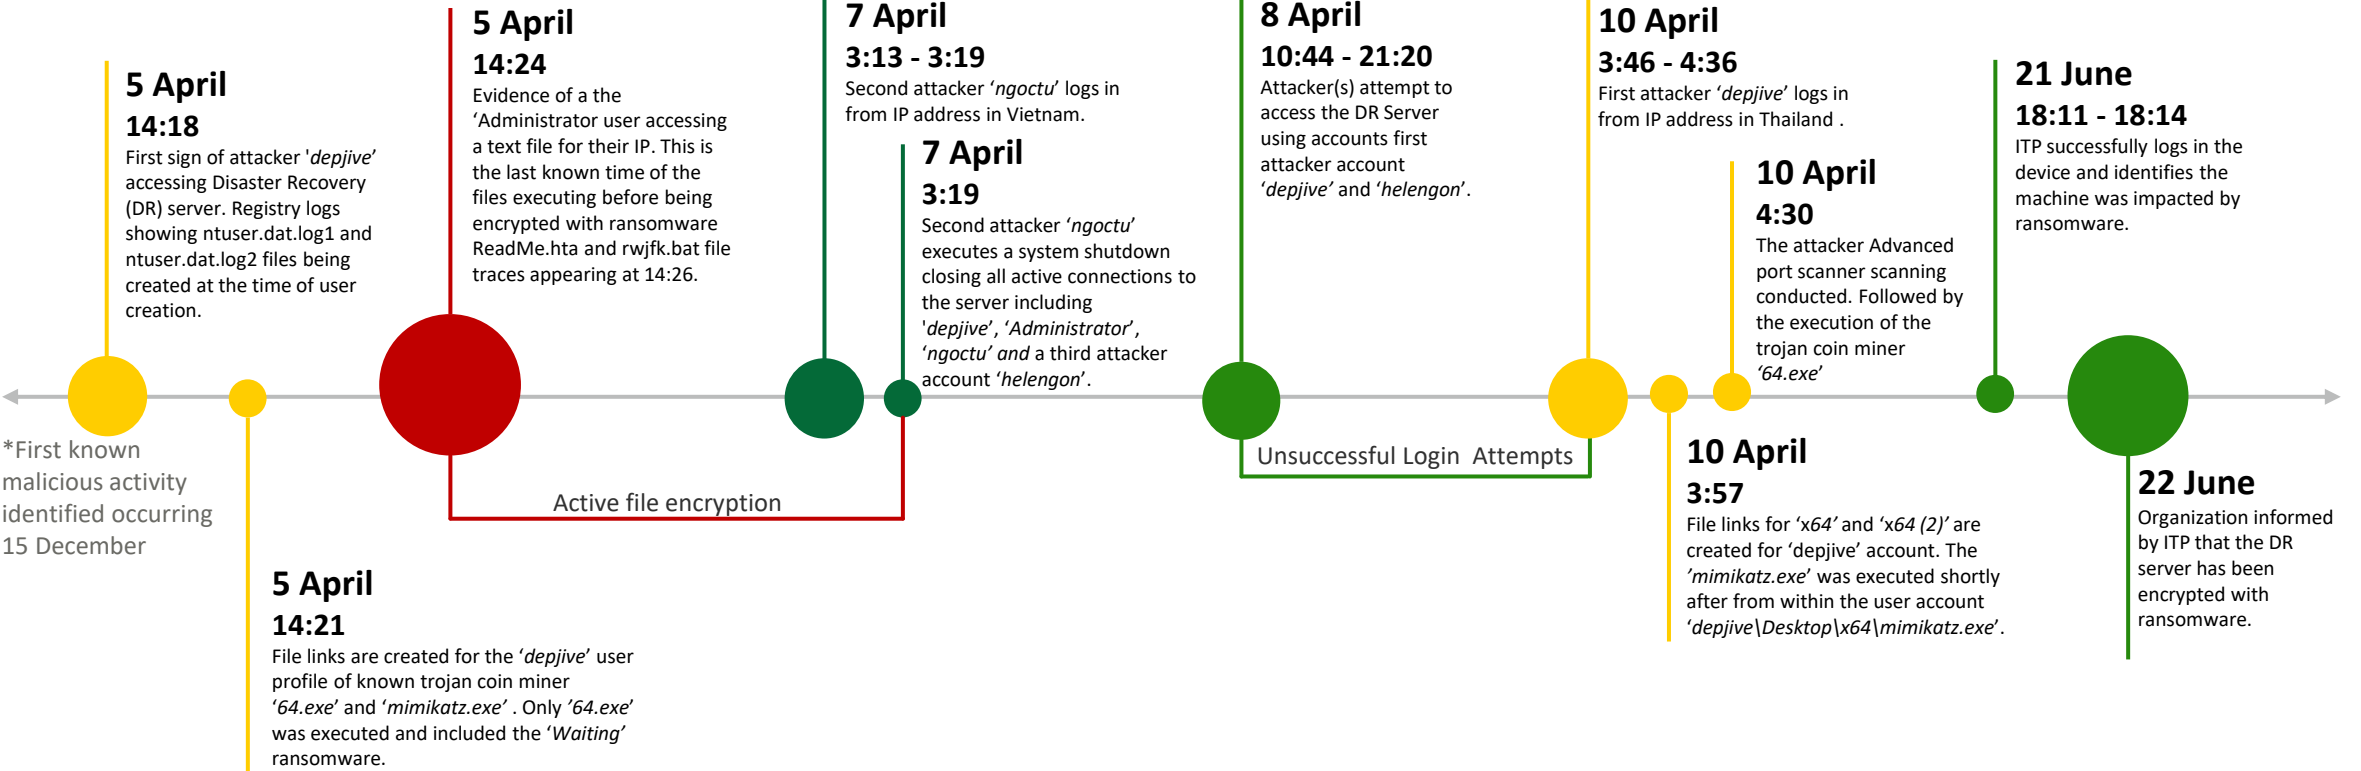 5 April
14:18
First sign of attacker 'depjive’
accessing Disaster Recovery
(DR) server. Registry logs
showing ntuser.dat.log1 and
ntuser.dat.log2 files being
created at the time of user
creation.
*First known
malicious activity
identified occurring
15 December
5 April
14:21
File links are created for the ‘depjive’ user
profile of known trojan coin miner
‘64.exe’ and ‘mimikatz.exe’ . Only ’64.exe’
was executed and included the ‘Waiting’
ransomware.
5 April
14:24
Evidence of a the
‘Administrator user accessing
a text file for their IP. This is
the last known time of the
files executing before being
encrypted with ransomware
ReadMe.hta and rwjfk.bat file
traces appearing at 14:26.
Active file encryption
7 April
3:13 - 3:19
Second attacker ‘ngoctu’ logs in
from IP address in Vietnam.
7 April
3:19
Second attacker ‘ngoctu’
executes a system shutdown
closing all active connections to
the server including
'depjive’, ‘Administrator’,
‘ngoctu’ and a third attacker
account ‘helengon’.
8 April
10:44 - 21:20
Attacker(s) attempt to
access the DR Server
using accounts first
attacker account
‘depjive’ and ‘helengon’.
Unsuccessful Login Attempts
10 April
3:46 - 4:36
First attacker ‘depjive’ logs in
from IP address in Thailand .
10 April
3:57
File links for ‘x64’ and ‘x64 (2)’ are
created for ‘depjive’ account. The
’mimikatz.exe’ was executed shortly
after from within the user account
‘depjive\Desktop\x64\mimikatz.exe’.
10 April
4:30
The attacker Advanced
port scanner scanning
conducted. Followed by
the execution of the
trojan coin miner
‘64.exe’
21 June
18:11 - 18:14
ITP successfully logs in the
device and identifies the
machine was impacted by
ransomware.
22 June
Organization informed
by ITP that the DR
server has been
encrypted with
ransomware.